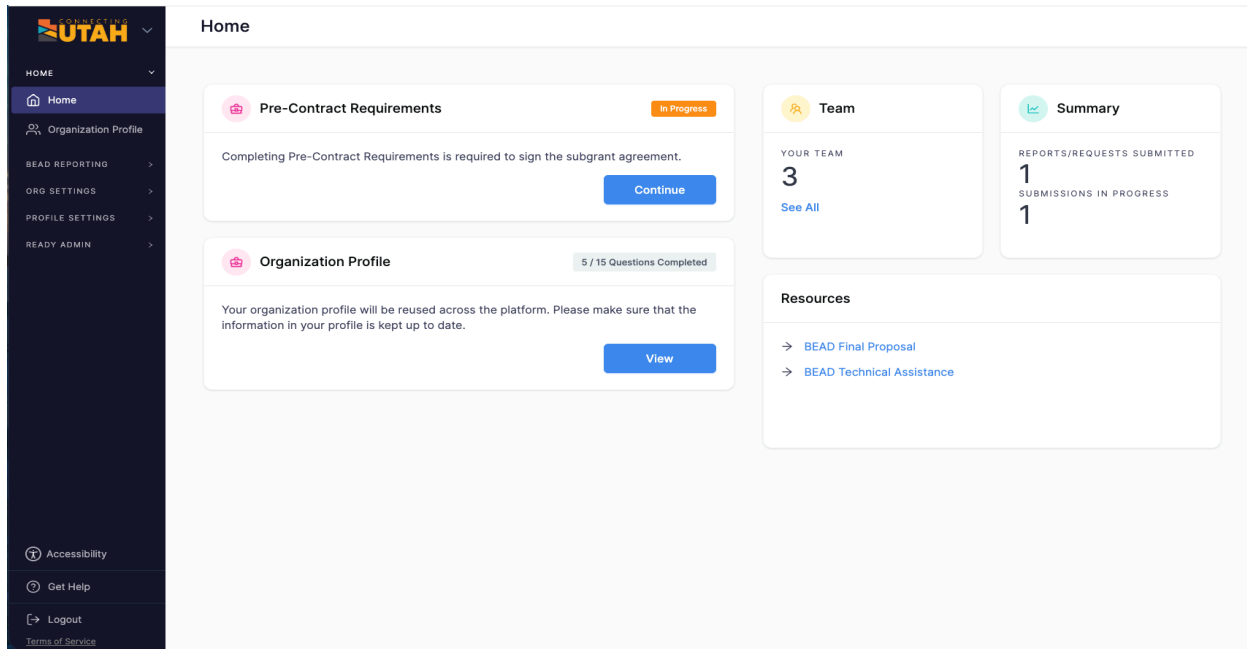 CONNECTING
UTAH
HOME
Home
Organization Profile
BEAD REPORTING
ORG SETTINGS
PROFILE SETTINGS
READY ADMIN
Accessibility
Get Help
Logout
Terms of Service
Home
Pre-Contract Requirements
In Progress
Completing Pre-Contract Requirements is required to sign the subgrant agreement.
Continue
Organization Profile
5 / 15 Questions Completed
Your organization profile will be reused across the platform. Please make sure that the
information in your profile is kept up to date.
View
Team
YOUR TEAM
3
See All
Summary
REPORTS/REQUESTS SUBMITTED
1
SUBMISSIONS IN PROGRESS
1
Resources
BEAD Final Proposal
BEAD Technical Assistance